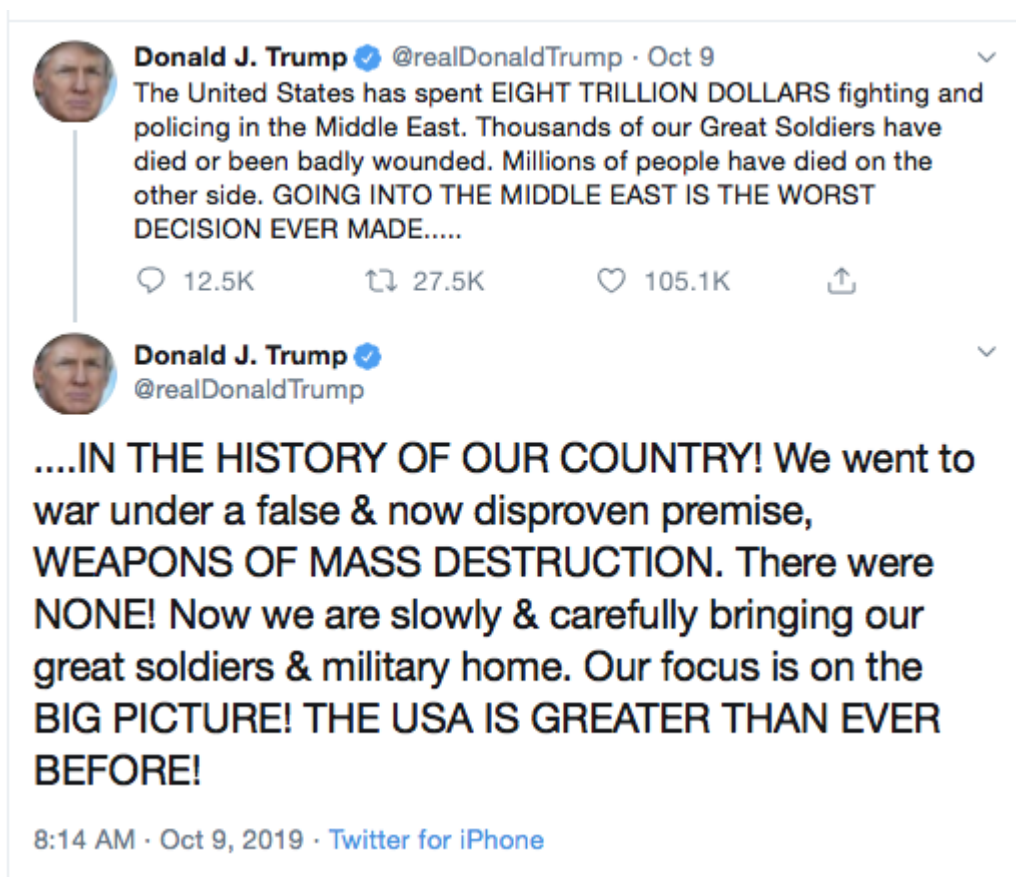 Donald J. Trump @realDonaldTrump · Oct 9
The United States has spent EIGHT TRILLION DOLLARS fighting and
policing in the Middle East. Thousands of our Great Soldiers have
died or been badly wounded. Millions of people have died on the
other side. GOING INTO THE MIDDLE EAST IS THE WORST
DECISION EVER MADE.....
12.5K 27.5K 105.1K
Donald J. Trump
@realDonaldTrump
....IN THE HISTORY OF OUR COUNTRY! We went to
war under a false & now disproven premise,
WEAPONS OF MASS DESTRUCTION. There were
NONE! Now we are slowly & carefully bringing our
great soldiers & military home. Our focus is on the
BIG PICTURE! THE USA IS GREATER THAN EVER
BEFORE!
8:14 AM · Oct 9, 2019 · Twitter for iPhone